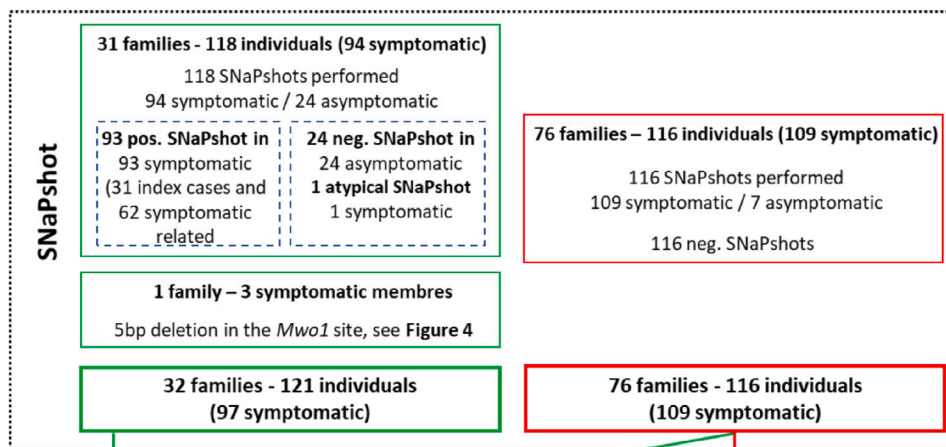 SNaPshot
31 families - 118 individuals (94 symptomatic)
118 SNaPshots performed
94 symptomatic / 24 asymptomatic
93 pos. SNaPshot in
93 symptomatic
(31 index cases and
62 symptomatic
related
24 neg. SNaPshot in
24 asymptomatic
1 atypical SNaPshot
1 symptomatic
1 family – 3 symptomatic membres
5bp deletion in the Mwo1 site, see Figure 4
32 families - 121 individuals
(97 symptomatic)
76 families – 116 individuals (109 symptomatic)
116 SNaPshots performed
109 symptomatic / 7 asymptomatic
116 neg. SNaPshots
76 families - 116 individuals
(109 symptomatic)